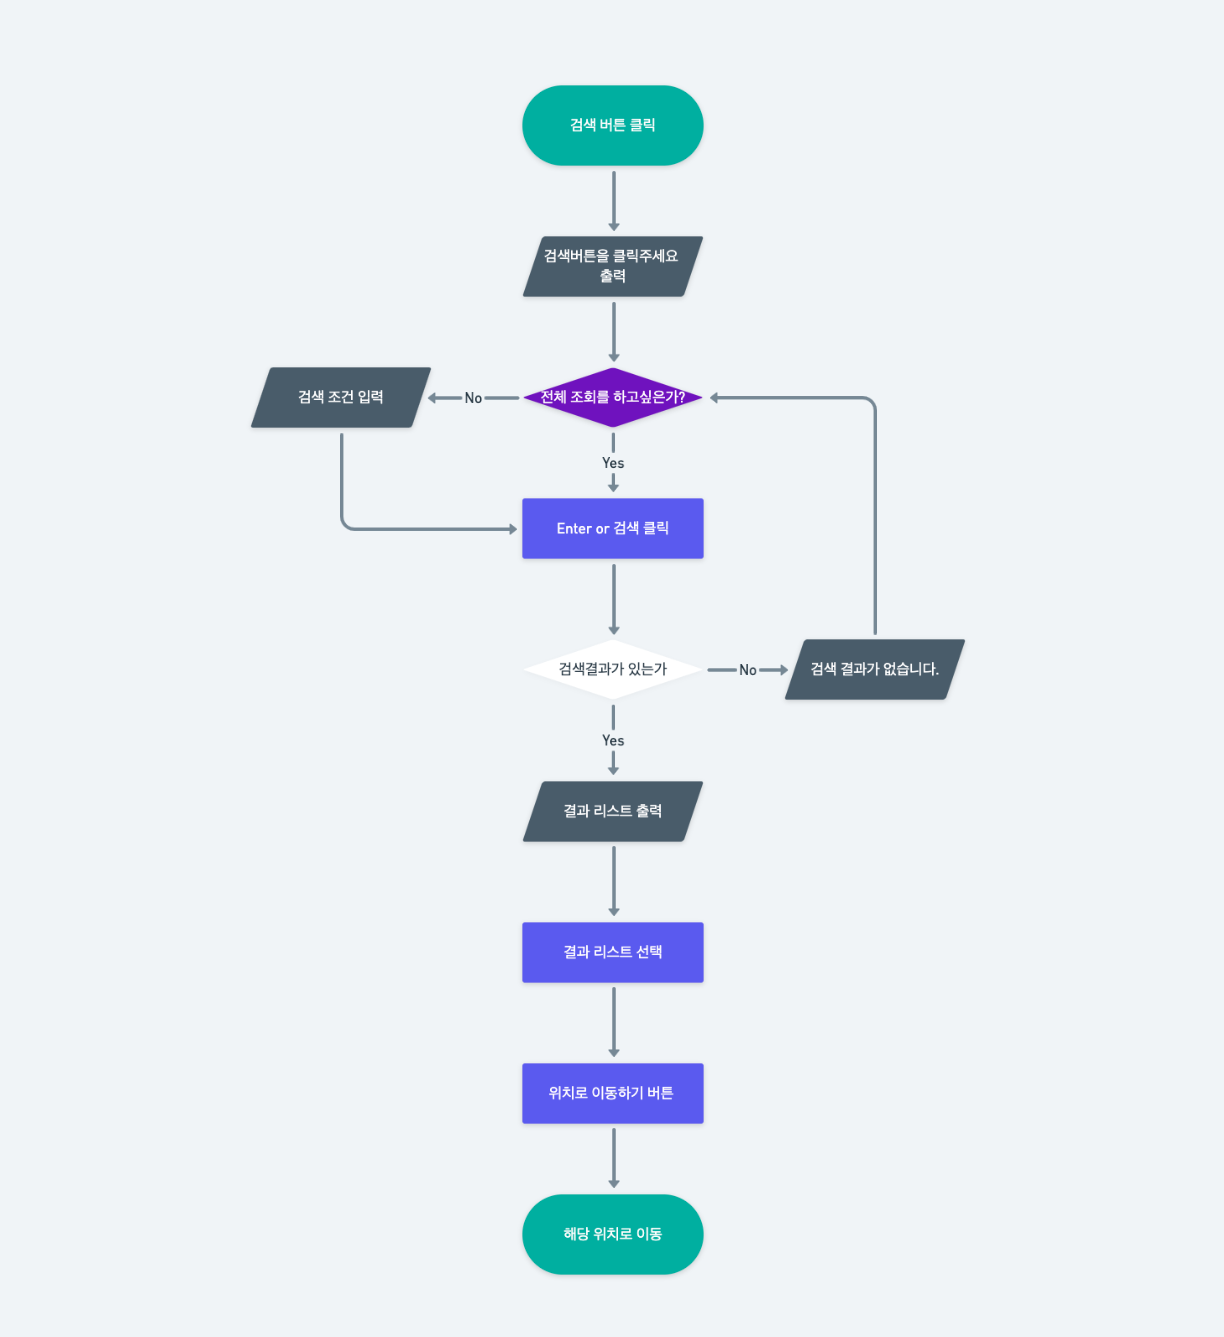 검색 버튼 클릭
검색버튼을 클릭주세요
출력
검색 조건 입력
No
전체 조회를 하고싶은가?
Yes
Enter or 검색 클릭
검색결과가 있는가
No
검색 결과가 없습니다.
Yes
결과 리스트 출력
결과 리스트 선택
위치로 이동하기 버튼
해당 위치로 이동